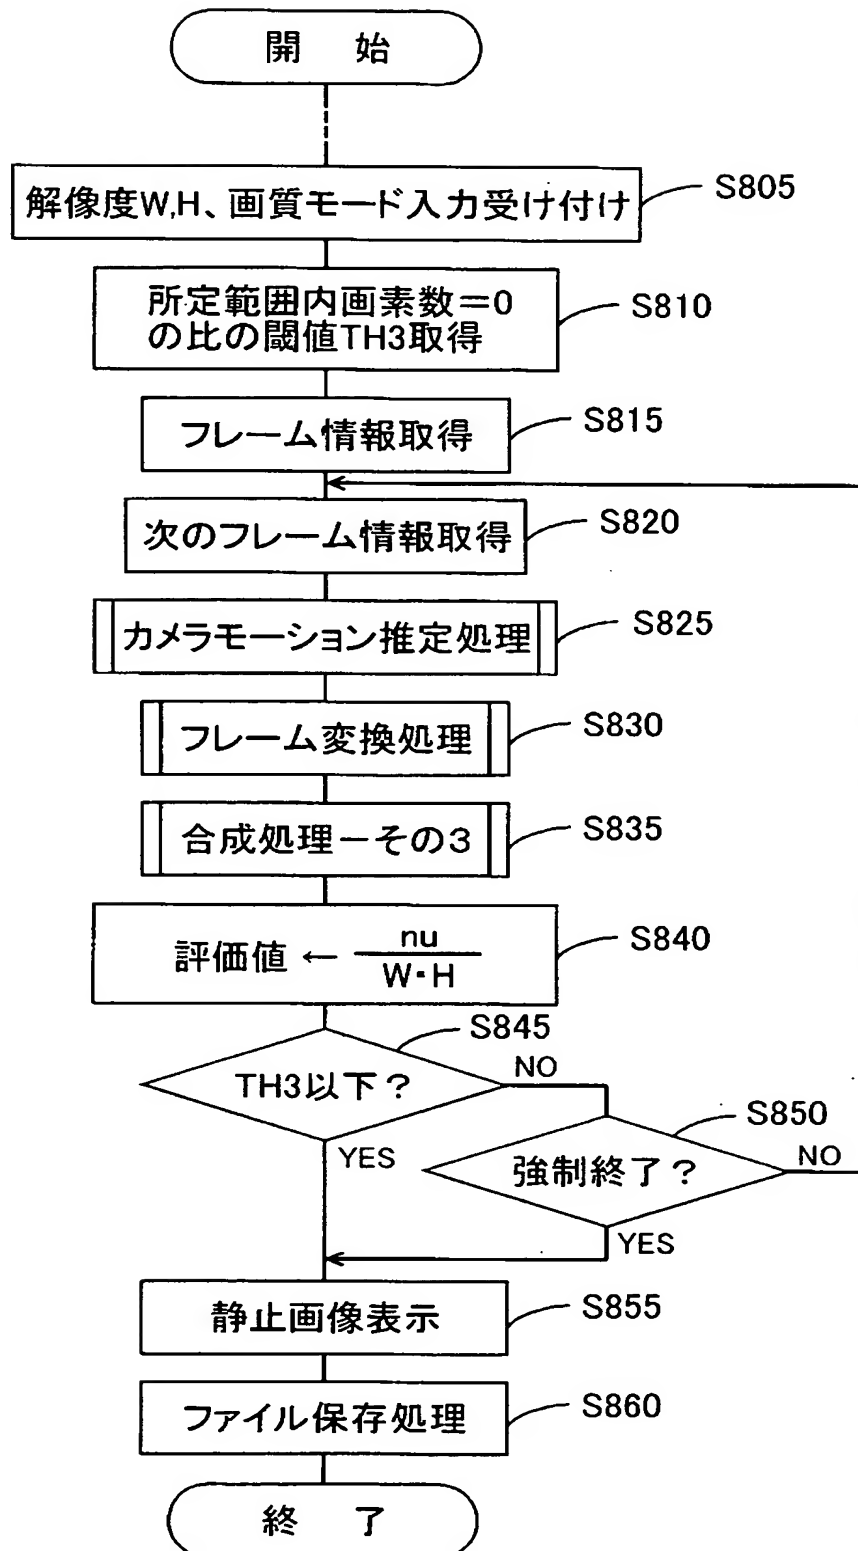 開 始
解像度W,H、画質モード入力受け付け
S805
所定範囲内画素数＝0
の比の閾値TH3取得
S810
フレーム情報取得
S815
次のフレーム情報取得
S820
カメラモーション推定処理
S825
フレーム変換処理
S830
合成処理－その3
S835
評価値 ← nu
W・H
S840
S845
TH3以下？
NO
YES
S850
強制終了？
NO
YES
静止画像表示
S855
ファイル保存処理
S860
終 了